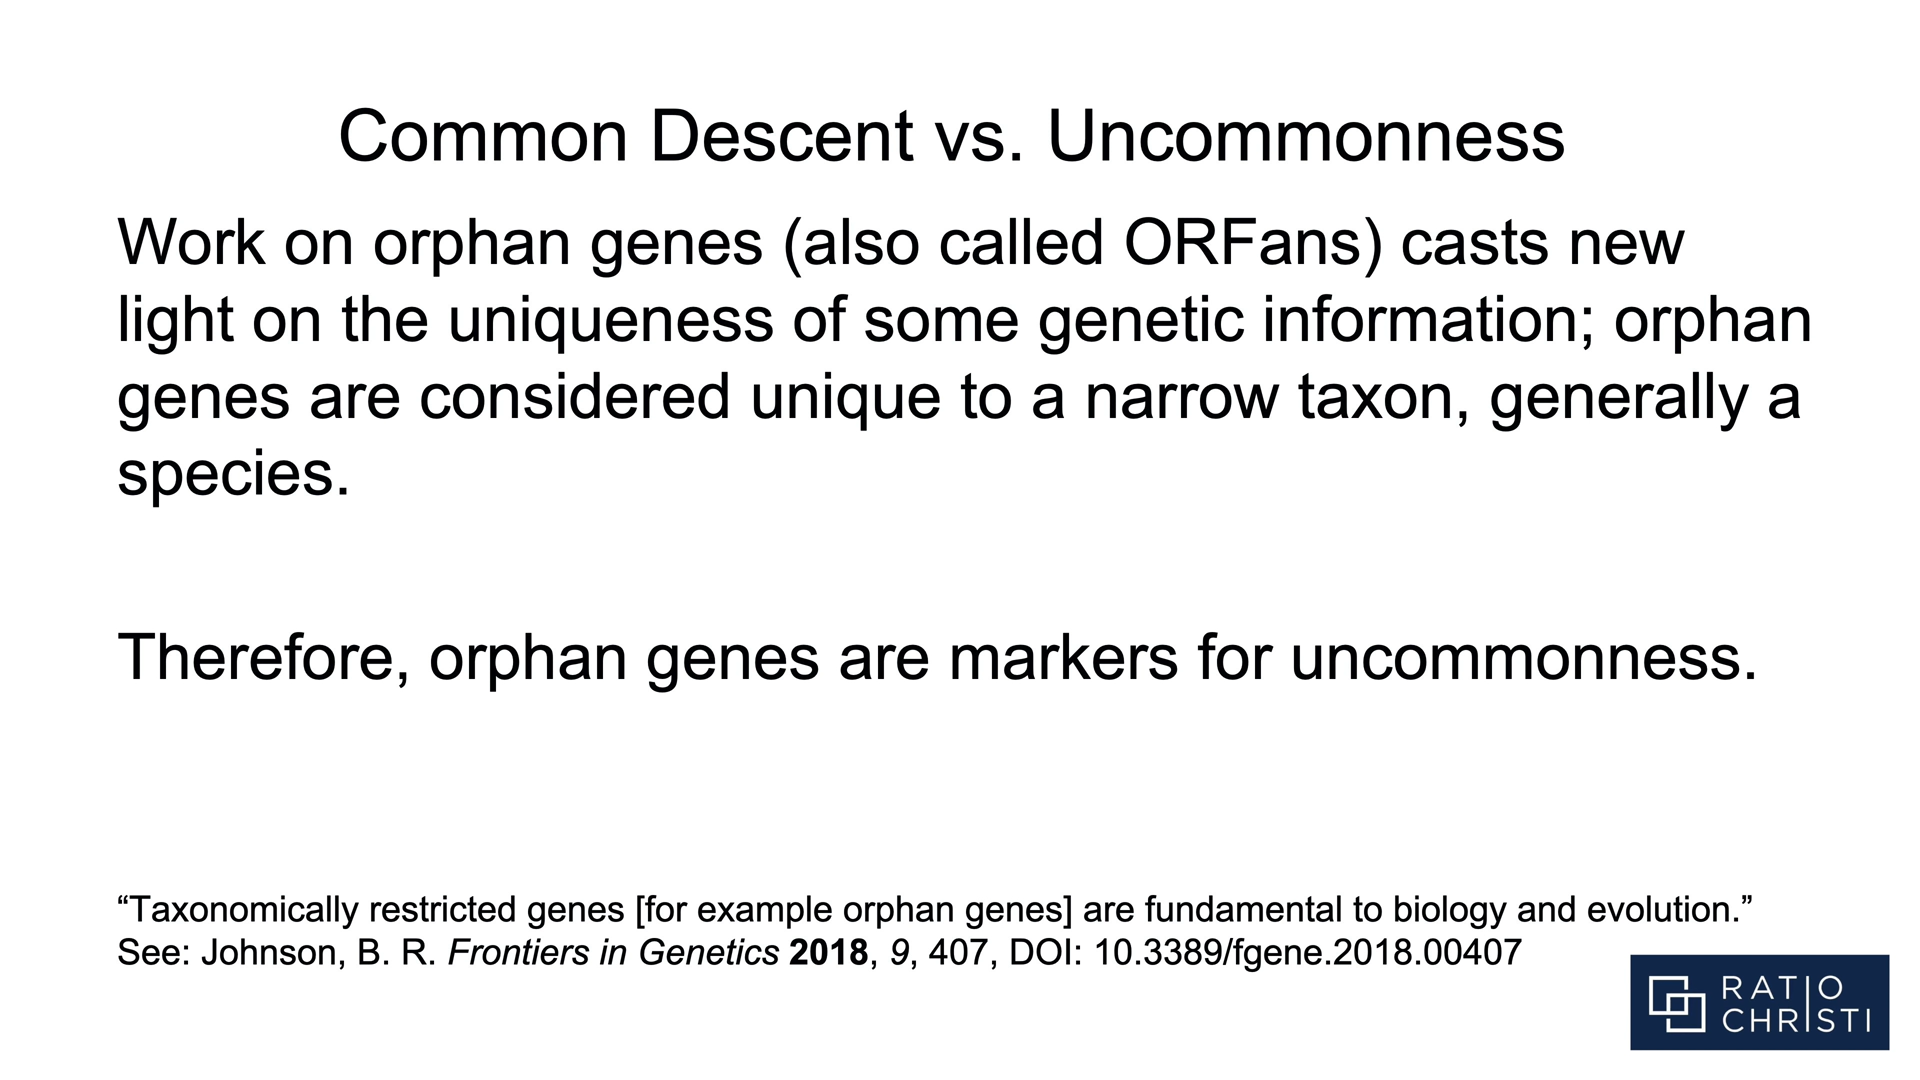 Common Descent vs. Uncommonness
Work on orphan genes (also called ORFans) casts new
light on the uniqueness of some genetic information; orphan
genes are considered unique to a narrow taxon, generally a
species.
Therefore, orphan genes are markers for uncommonness.
“Taxonomically restricted genes [for example orphan genes] are fundamental to biology and evolution.”
See: Johnson, B. R. Frontiers in Genetics 2018, 9, 407, DOI: 10.3389/fgene.2018.00407
RATIO
CHRISTI